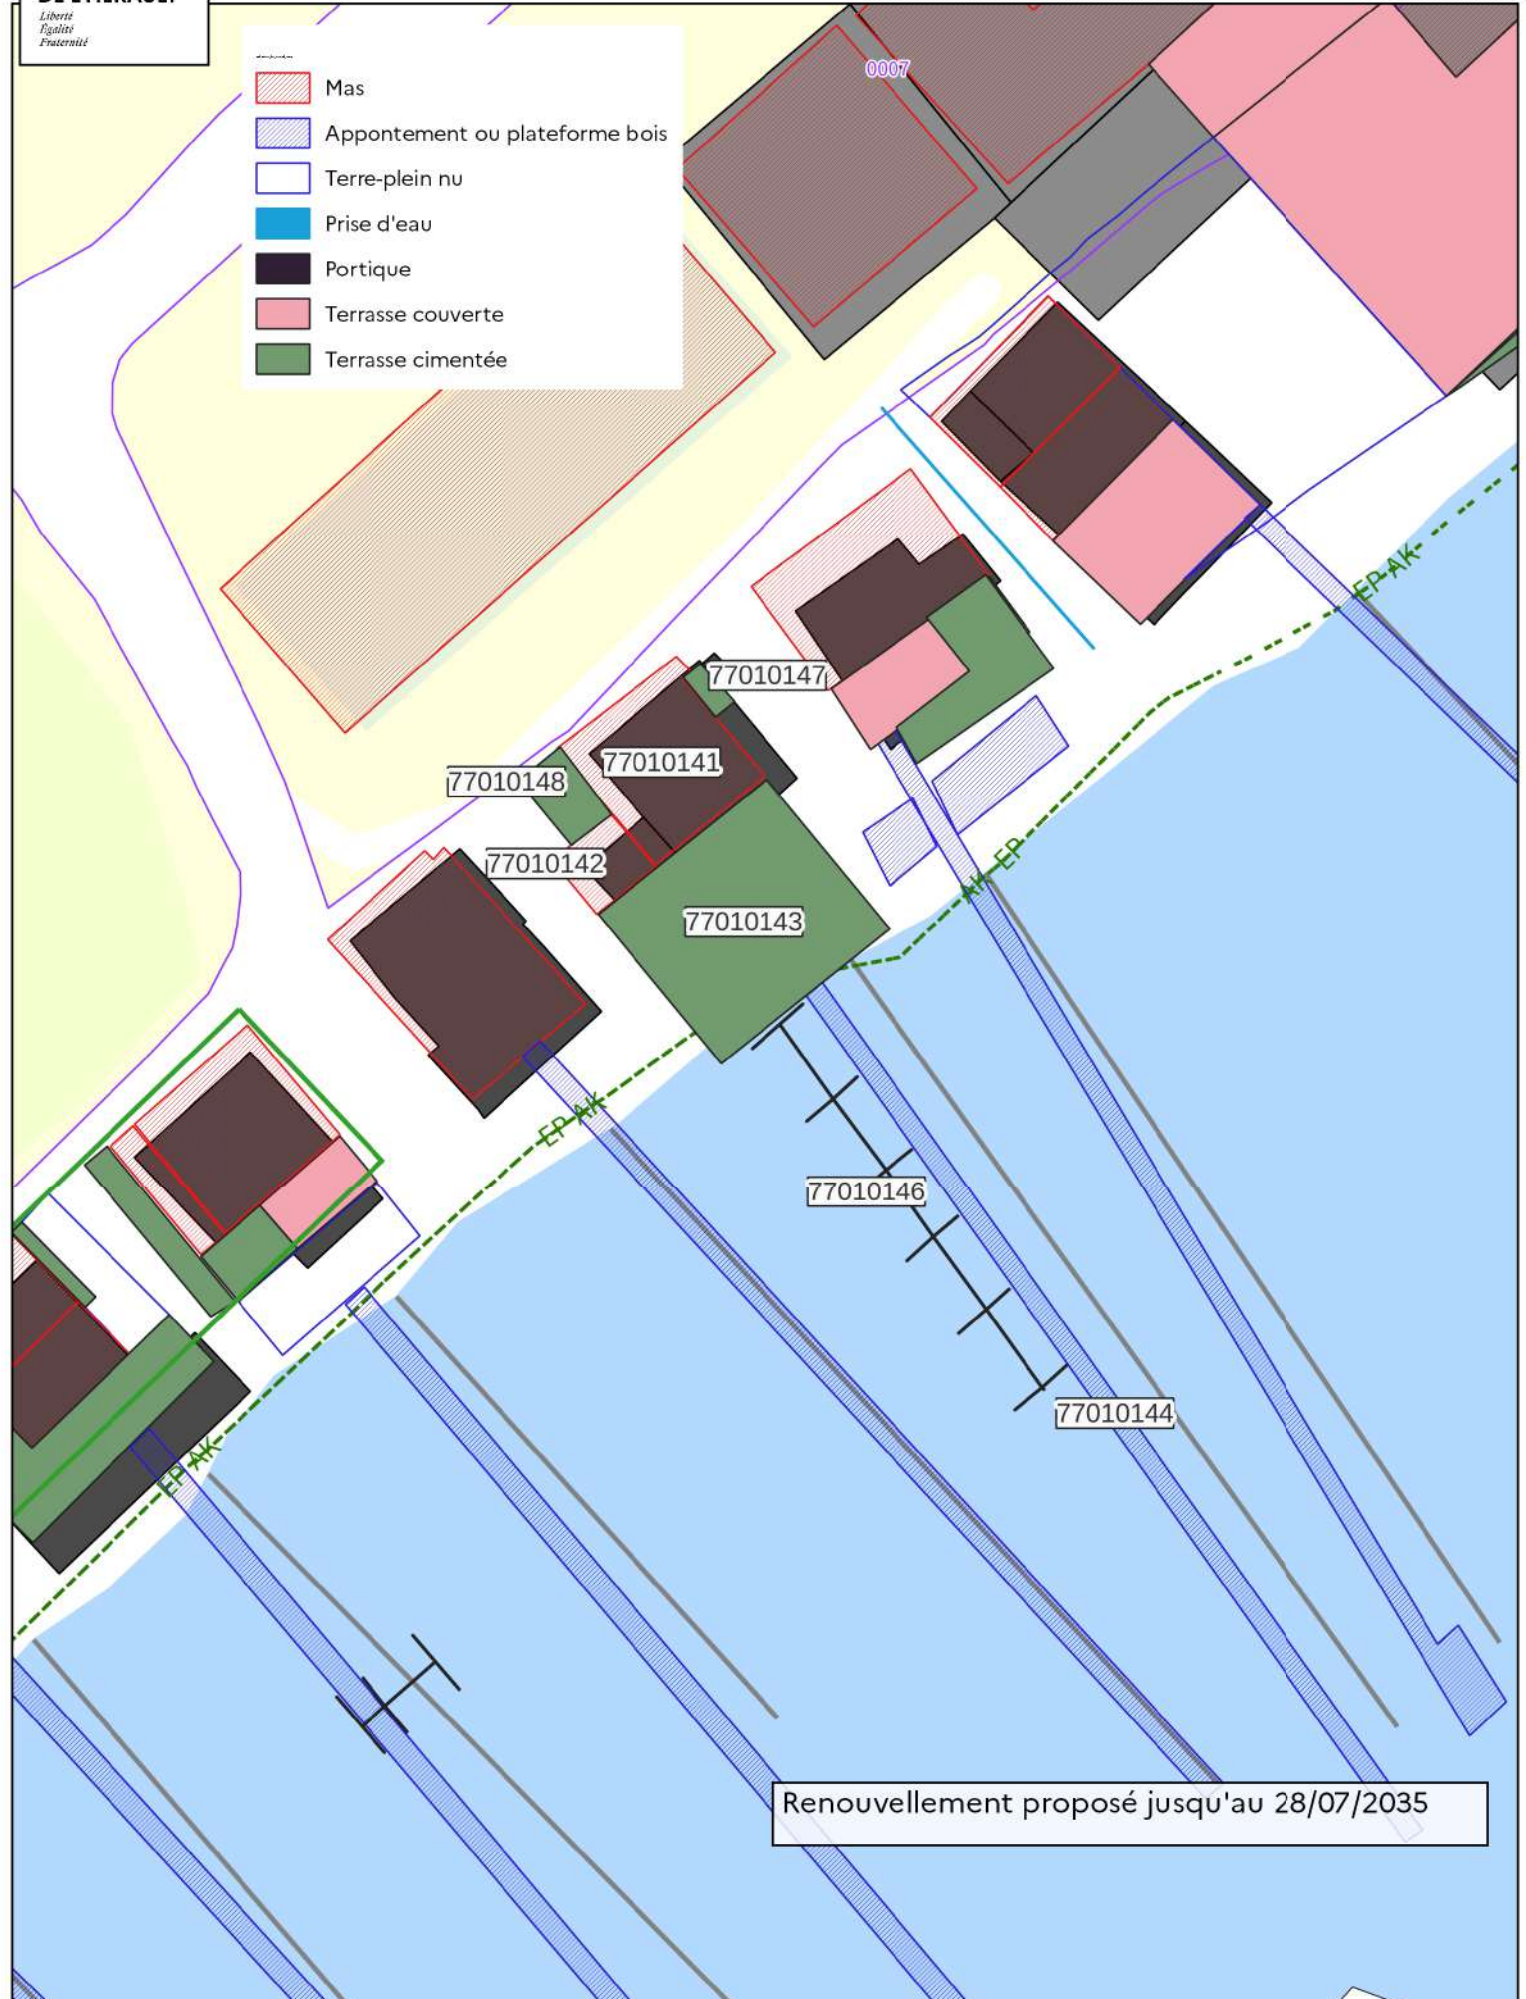 Liberté
Égalité
Fraternité
Mas
Appontement ou plateforme bois
Terre-plein nu
Prise d'eau
Portique
Terrasse couverte
Terrasse cimentée
0007
EP AK
77010147
77010141
77010148
77010142
AK EP
77010143
EP AK
77010146
77010144
EP AK
Renouvellement proposé jusqu'au 28/07/2035